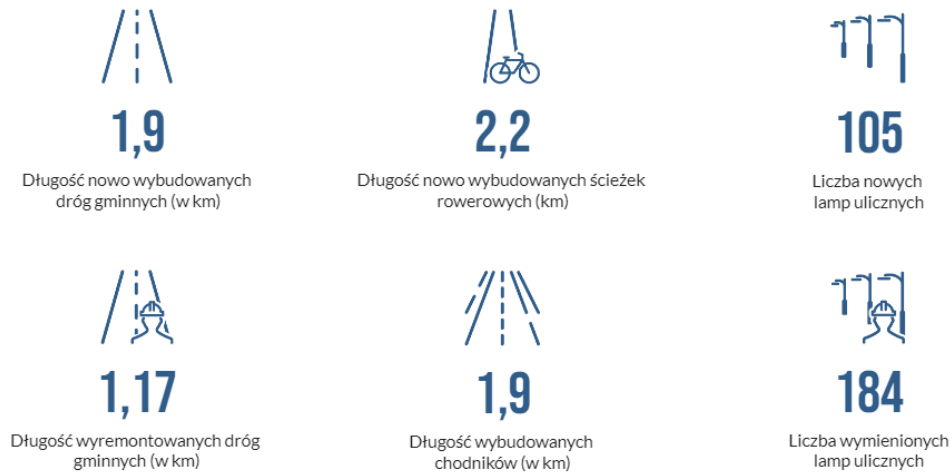 1,9
Długość nowo wybudowanych
dróg gminnych (w km)
2,2
Długość nowo wybudowanych ścieżek
rowerowych (km)
105
Liczba nowych
lamp ulicznych
1,17
Długość wyremontowanych dróg
gminnych (w km)
1,9
Długość wybudowanych
chodników (w km)
184
Liczba wymienionych
lamp ulicznych